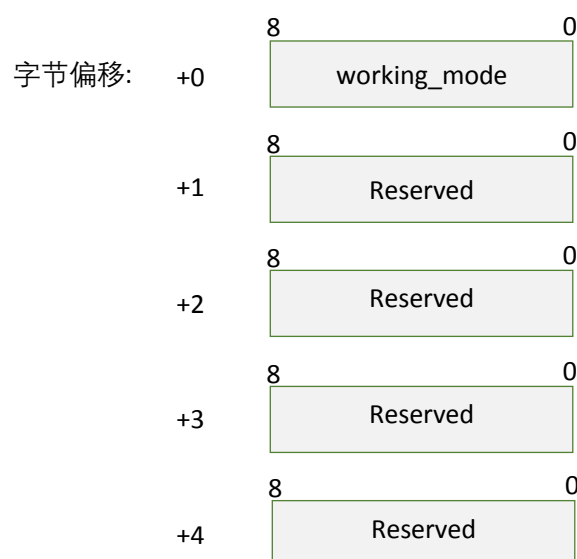 8 0
字节偏移: +0 working_mode
8 0
+1 Reserved
8 0
+2 Reserved
8 0
+3 Reserved
8 0
+4 Reserved